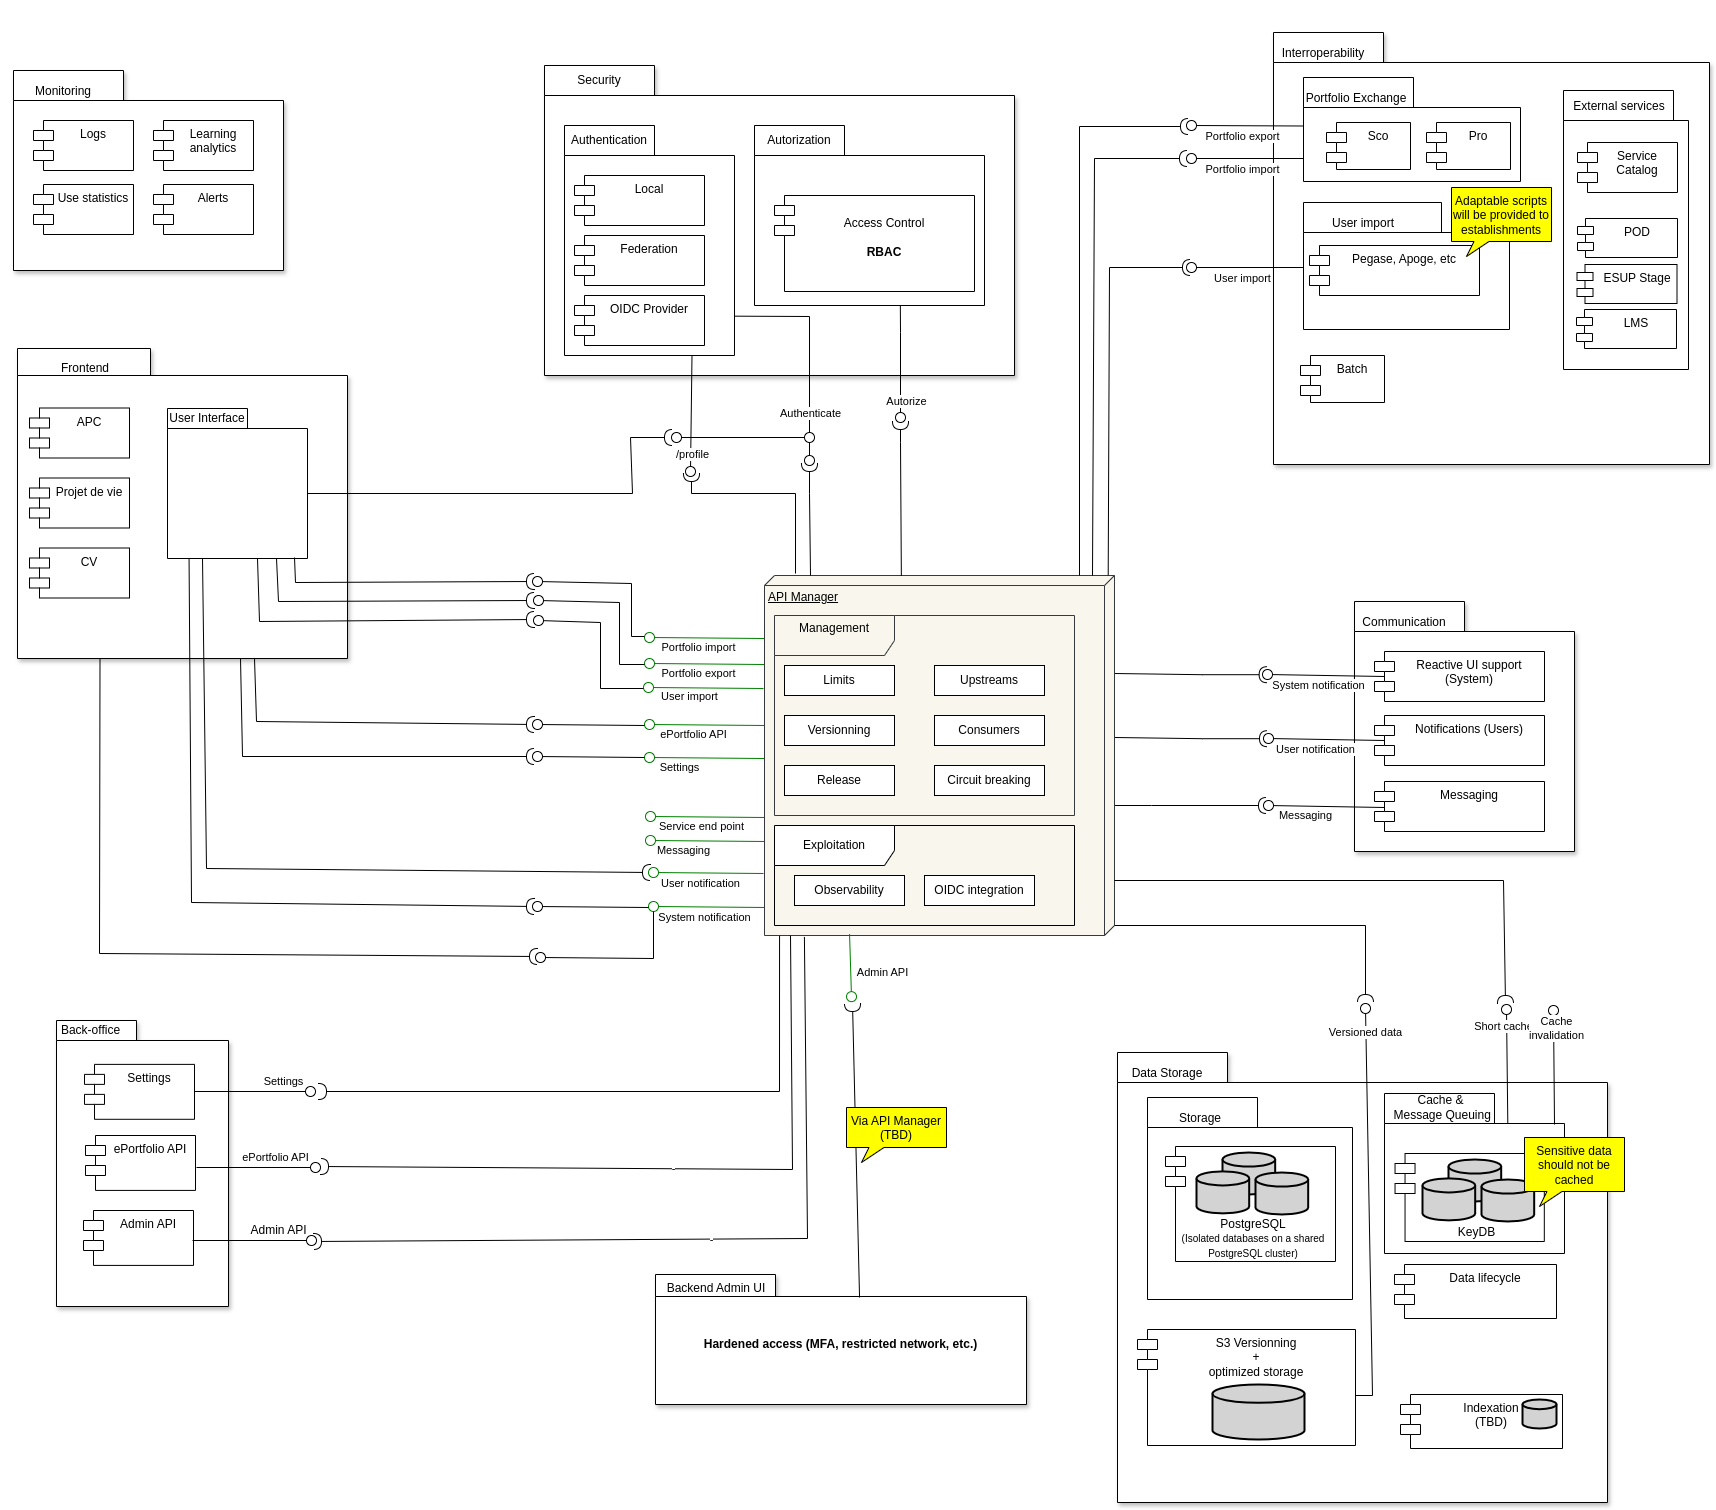 Monitoring
Logs
Learning
analytics
Use statistics
Alerts
Security
Authentication
Local
Federation
OIDC Provider
Autorization
Access Control
RBAC
Interroperability
Portfolio Exchange
Sco
Pro
Portfolio export
Portfolio import
Adaptable scripts
will be provided to
establishments
User import
Pegase, Apoge, etc
User import
Batch
External services
Service
Catalog
POD
ESUP Stage
LMS
Frontend
APC
Projet de vie
CV
User Interface
Authenticate
Autorize
/profile
API Manager
Management
Limits
Upstreams
Versionning
Consumers
Release
Circuit breaking
Exploitation
Observability
OIDC integration
Portfolio import
Portfolio export
User import
ePortfolio API
Settings
Service end point
Messaging
User notification
System notification
Communication
Reactive UI support
(System)
System notification
Notifications (Users)
User notification
Messaging
Messaging
Admin API
Back-office
Settings
Settings
ePortfolio API
ePortfolio API
Admin API
Admin API
Via API Manager
(TBD)
Backend Admin UI
Hardened access (MFA, restricted network, etc.)
Versioned data
Short cache
Cache
invalidation
Data Storage
Storage
PostgreSQL
(Isolated databases on a shared
PostgreSQL cluster)
Cache &
Message Queuing
Sensitive data
should not be
cached
KeyDB
Data lifecycle
S3 Versionning
+
optimized storage
Indexation
(TBD)